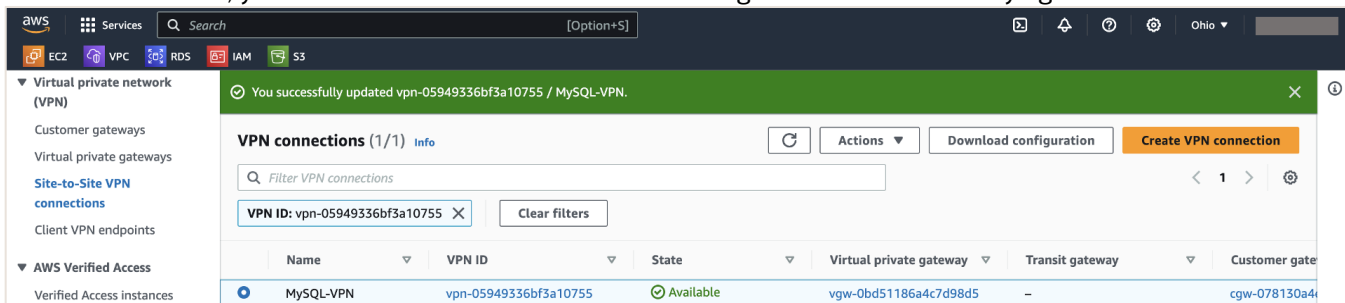 aws Services Search [Option+S] Ohio
EC2 VPC RDS IAM S3
Virtual private network
(VPN)
Customer gateways
Virtual private gateways
Site-to-Site VPN
connections
Client VPN endpoints
AWS Verified Access
Verified Access instances
You successfully updated vpn-05949336bf3a10755 / MySQL-VPN.
VPN connections (1/1) Info Actions Download configuration Create VPN connection
Filter VPN connections 1
VPN ID: vpn-05949336bf3a10755 Clear filters
Name VPN ID State Virtual private gateway Transit gateway Customer gate
MySQL-VPN vpn-05949336bf3a10755 Available vgw-0bd51186a4c7d98d5 – cgw-078130a4